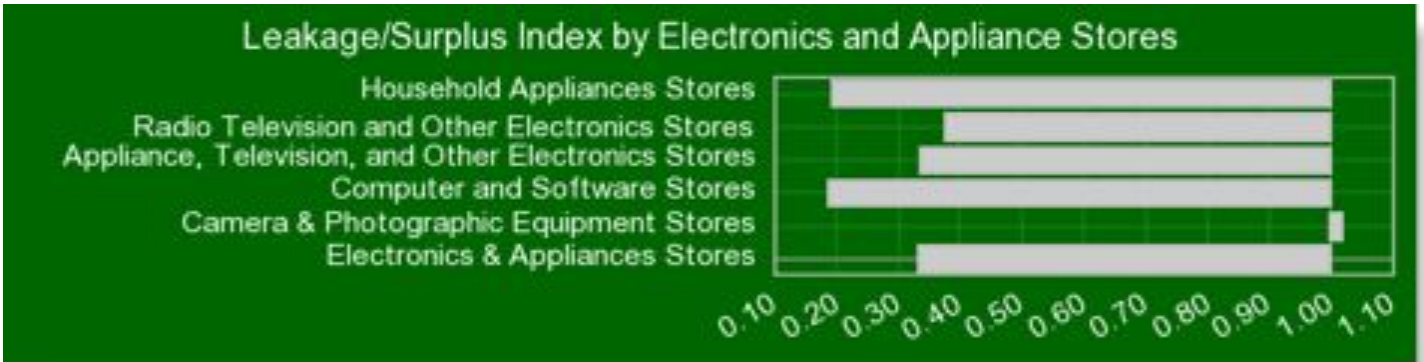 Leakage/Surplus Index by Electronics and Appliance Stores
Household Appliances Stores
Radio Television and Other Electronics Stores
Appliance, Television, and Other Electronics Stores
Computer and Software Stores
Camera & Photographic Equipment Stores
Electronics & Appliances Stores
0.10 0.20 0.30 0.40 0.50 0.60 0.70 0.80 0.90 1.00 1.10